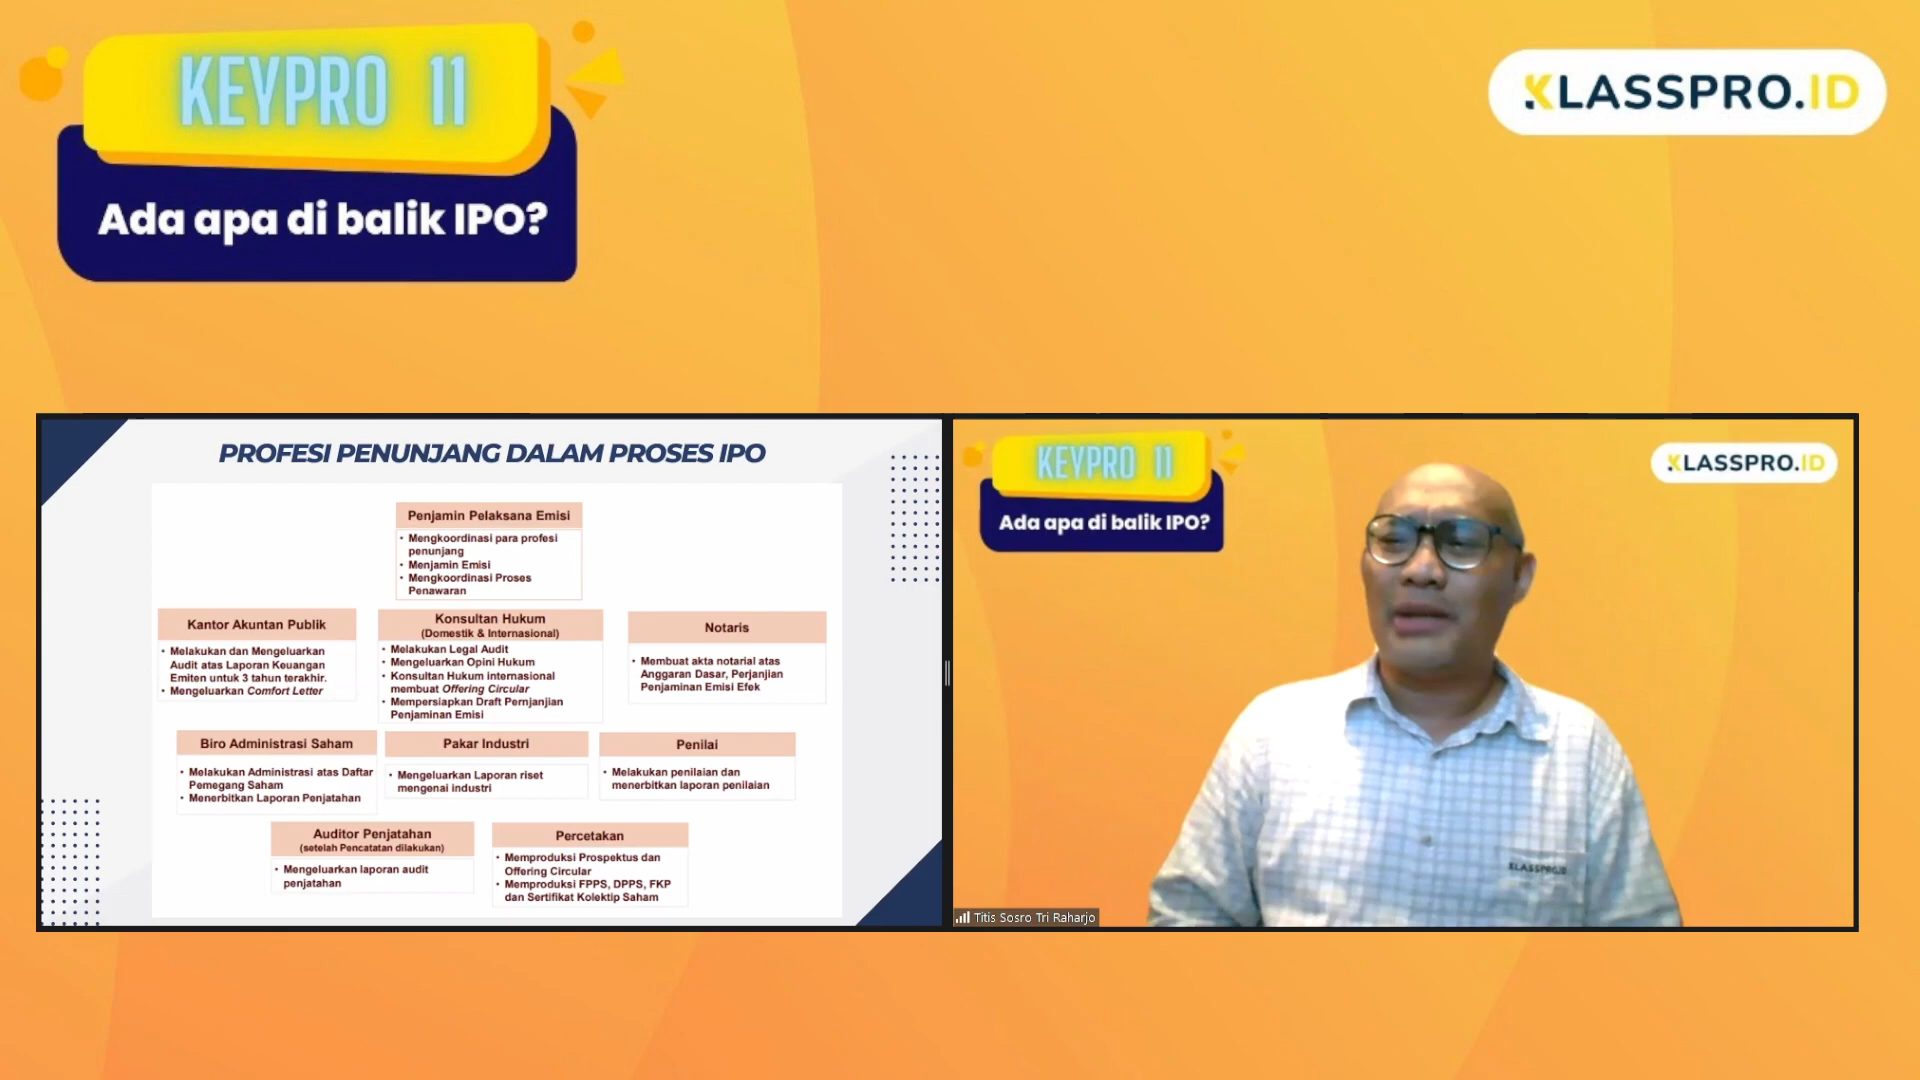 KEYPRO 11
KLASSPRO.ID
Ada apa di balik IPO?
PROFESI PENUNJANG DALAM PROSES IPO
Penjamin Pelaksana Emisi
• Mengkoordinasi para profesi
penunjang
• Menjamin Emisi
• Mengkoordinasi Proses
Penawaran
Kantor Akuntan Publik
• Melakukan dan Mengeluarkan
Audit atas Laporan Keuangan
Emiten untuk 3 tahun terakhir.
• Mengeluarkan Comfort Letter
Konsultan Hukum
(Domestik & Internasional)
• Melakukan Legal Audit
• Mengeluarkan Opini Hukum
• Konsultan Hukum internasional
membuat Offering Circular
• Mempersiapkan Draft Pernjanjian
Penjaminan Emisi
Notaris
• Membuat akta notarial atas
Anggaran Dasar, Perjanjian
Penjaminan Emisi Efek
Biro Administrasi Saham
• Melakukan Administrasi atas Daftar
Pemegang Saham
• Menerbitkan Laporan Penjatahan
Pakar Industri
• Mengeluarkan Laporan riset
mengenai industri
Penilai
• Melakukan penilaian dan
menerbitkan laporan penilaian
Auditor Penjatahan
(setelah Pencatatan dilakukan)
• Mengeluarkan laporan audit
penjatahan
Percetakan
• Memproduksi Prospektus dan
Offering Circular
• Memproduksi FPPS, DPPS, FKP
dan Sertifikat Kolektip Saham
KEYPRO 11
KLASSPRO.ID
Ada apa di balik IPO?
KLASSPRO.ID
Titis Sosro Tri Raharjo